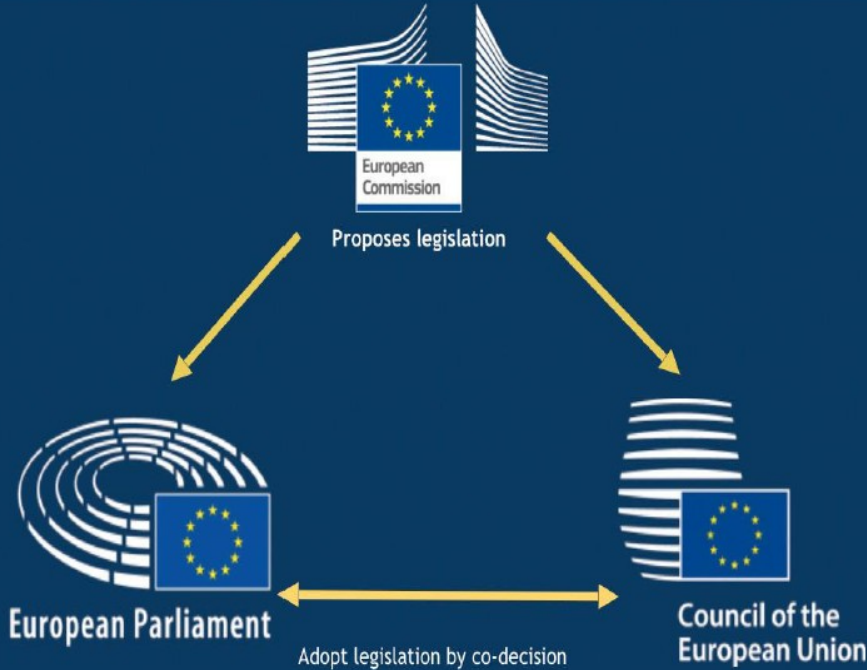 European
Commission
Proposes legislation
European Parliament
Council of the
European Union
Adopt legislation by co-decision